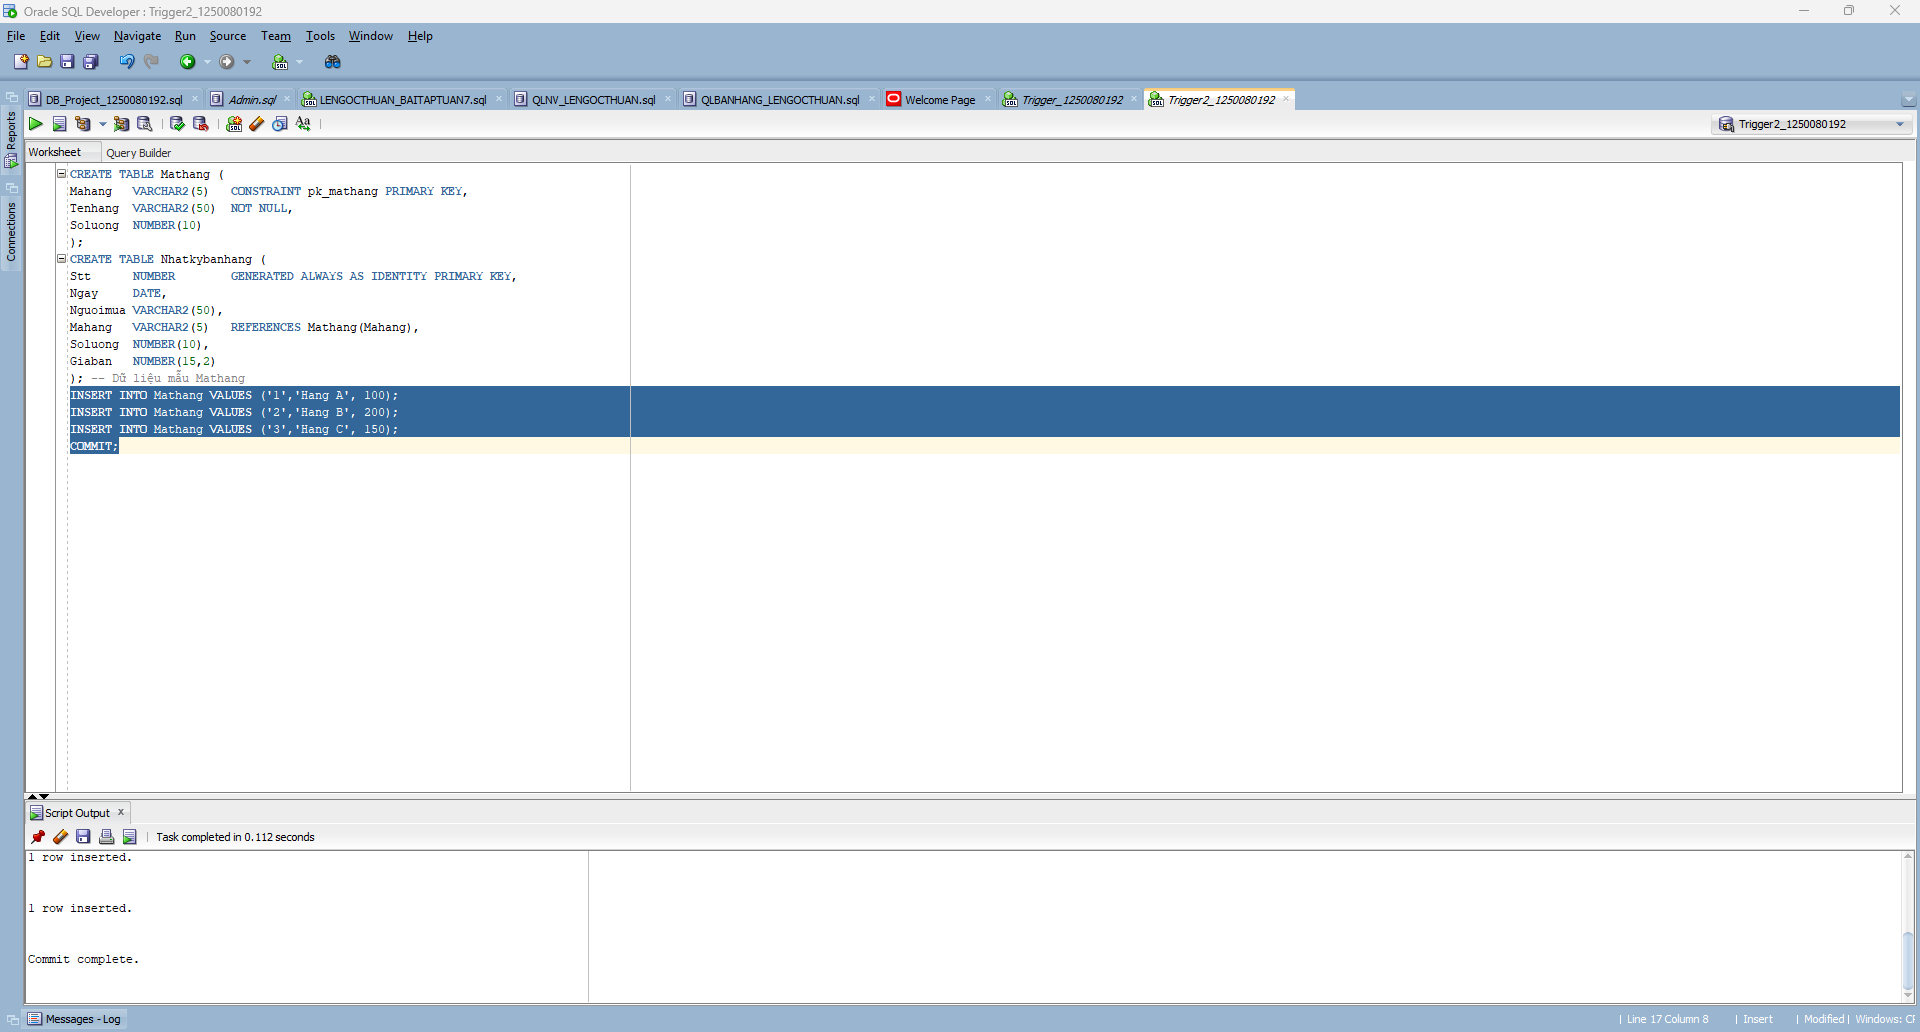 Oracle SQL Developer : Trigger2_1250080192
File Edit View Navigate Run Source Team Tools Window Help
DB_Project_1250080192.sql Admin.sql LENGOCTHUAN_BAITAPTUAN7.sql QLNV_LENGOCTHUAN.sql QLBANHANG_LENGOCTHUAN.sql Welcome Page Trigger_1250080192 Trigger2_1250080192
Reports
Connections
Trigger2_1250080192
Worksheet Query Builder
CREATE TABLE Mathang (
Mahang VARCHAR2(5) CONSTRAINT pk_mathang PRIMARY KEY,
Tenhang VARCHAR2(50) NOT NULL,
Soluong NUMBER(10)
);
CREATE TABLE Nhatkybanhang (
Stt NUMBER GENERATED ALWAYS AS IDENTITY PRIMARY KEY,
Ngay DATE,
Nguoimua VARCHAR2(50),
Mahang VARCHAR2(5) REFERENCES Mathang(Mahang),
Soluong NUMBER(10),
Giaban NUMBER(15,2)
); -- Dữ liệu mẫu Mathang
INSERT INTO Mathang VALUES ('1','Hang A', 100);
INSERT INTO Mathang VALUES ('2','Hang B', 200);
INSERT INTO Mathang VALUES ('3','Hang C', 150);
COMMIT;
Script Output
Task completed in 0.112 seconds
1 row inserted.
1 row inserted.
Commit complete.
Messages - Log
Line 17 Column 8 | Insert | Modified | Windows: CF